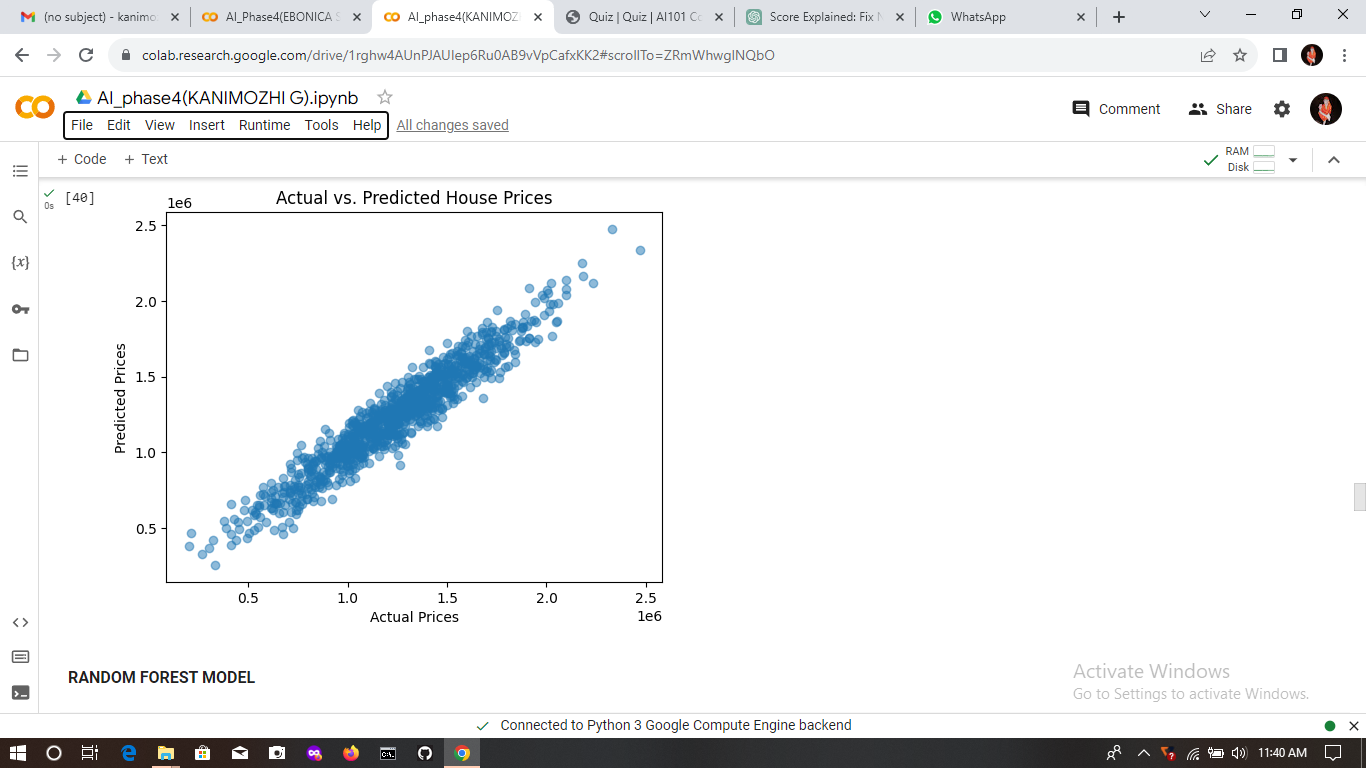 (no subject) - kanimo
AI_Phase4(EBONICA S
AI_phase4(KANIMOZ
Quiz | Quiz | AI101 Co
Score Explained: Fix N
WhatsApp
colab.research.google.com/drive/1rghw4AUnPJAUIep6Ru0AB9vVpCafxKK2#scrollTo=ZRmWhwglNQbO
CO
AI_phase4(KANIMOZHI G).ipynb
Comment
Share
File Edit View Insert Runtime Tools Help All changes saved
+ Code + Text
RAM
Disk
[40]
0s
{x}
Actual vs. Predicted House Prices
1e6
2.5
2.0
1.5
1.0
0.5
Predicted Prices
0.5 1.0 1.5 2.0 2.5
Actual Prices
1e6
RANDOM FOREST MODEL
Activate Windows
Go to Settings to activate Windows.
Connected to Python 3 Google Compute Engine backend
11:40 AM